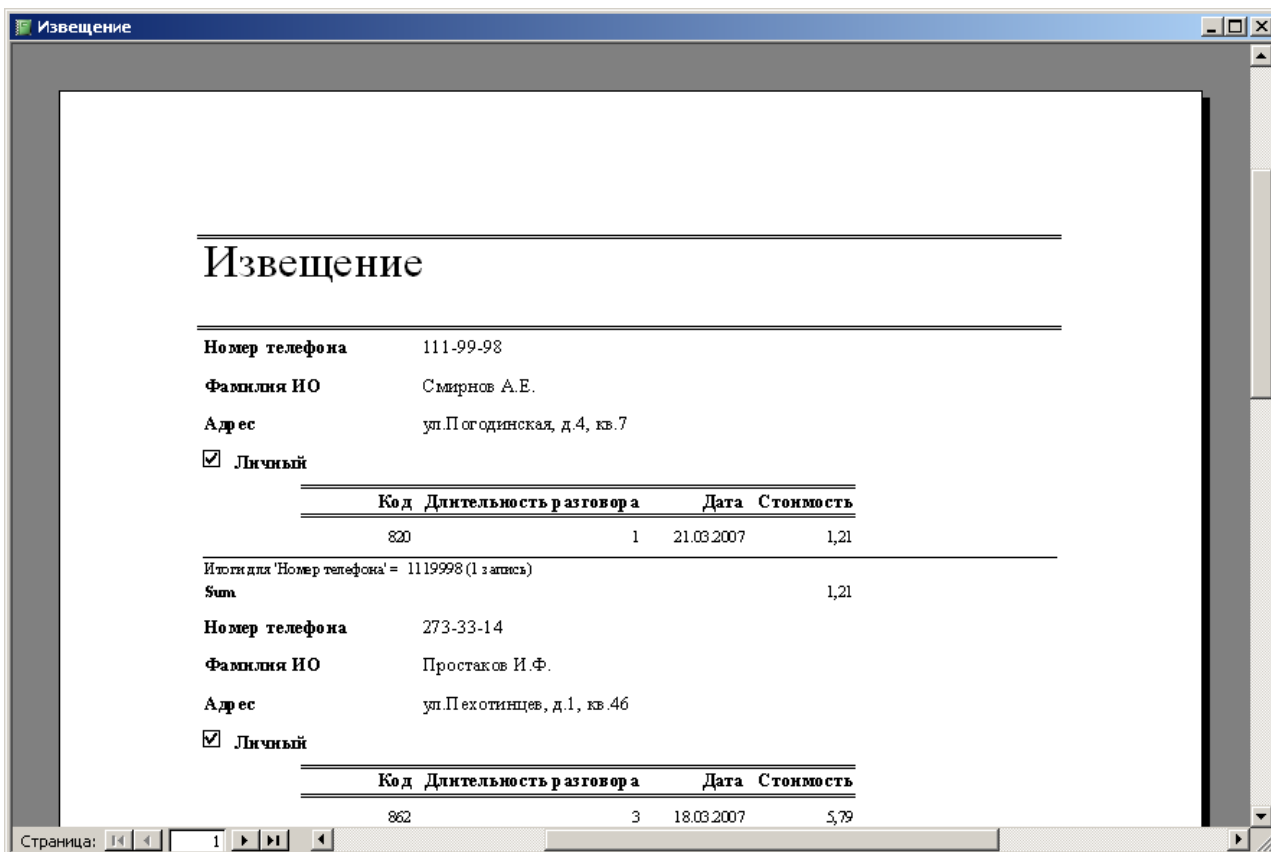 Извещение
Извещение
Номер телефона 111-99-98
Фамилия ИО Смирнов А.Е.
Адрес ул.Погодинская, д.4, кв.7
Личный
Код Длительность разговора Дата Стоимость
820 1 21.03.2007 1,21
Итоги для 'Номер телефона' = 1119998 (1 запись)
Sum 1,21
Номер телефона 273-33-14
Фамилия ИО Простаков И.Ф.
Адрес ул.Пехотинцев, д.1, кв.46
Личный
Код Длительность разговора Дата Стоимость
862 3 18.03.2007 5,79
Страница: 1